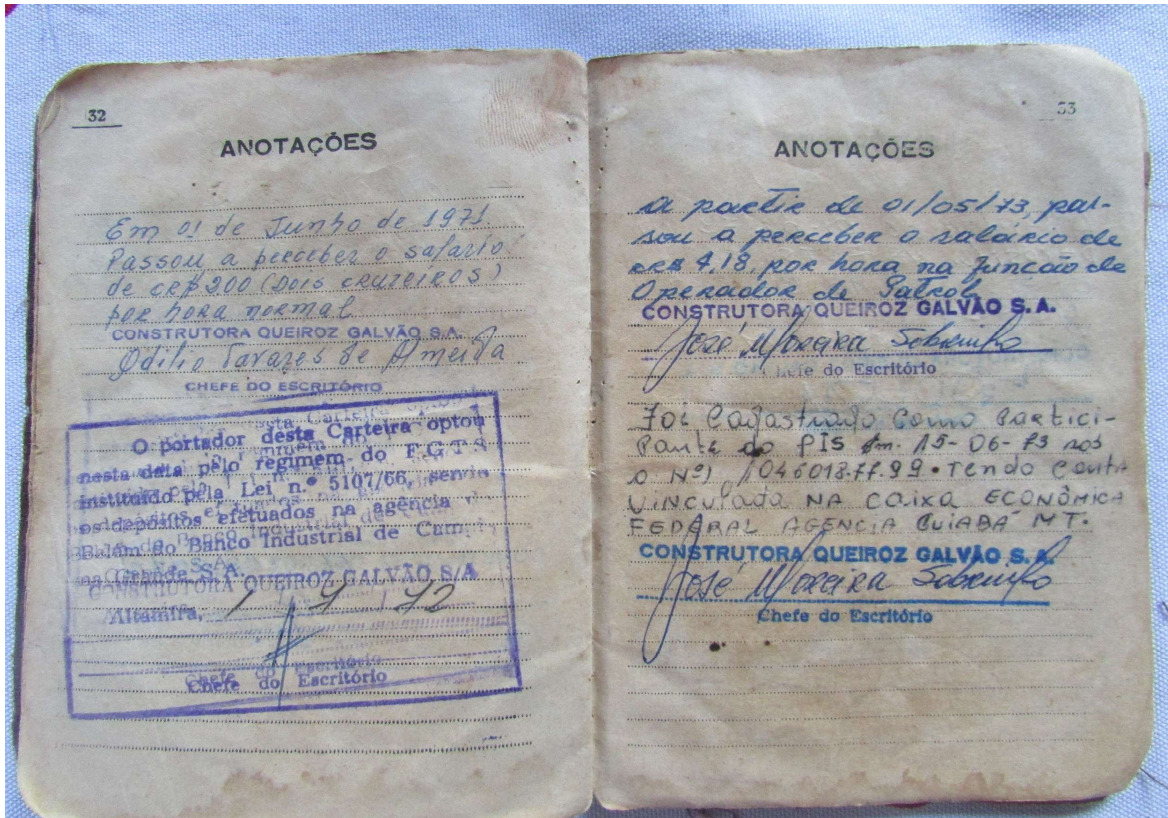 32
ANOTAÇÕES
Em 01 de Junho de 1971
Passou a perceber o salario
de CR$ 200 (Dois cruzeiros)
por hora normal
CONSTRUTORA QUEIROZ GALVÃO S.A.
Odilio Tavares de Almeida
CHEFE DO ESCRITÓRIO
O portador desta Carteira optou
nesta data pelo regimem do F.G.T.S
instituído pela Lei n.º 5107/66,
os depósitos efetuados na agência
Belém do Banco Industrial de Camp
na Grande S.A.
CONSTRUTORA QUEIROZ GALVÃO S/A
Altamira, 1 / 9 / 72
Chefe do Escritório
33
ANOTAÇÕES
A partir de 01/05/73, pas-
sou a perceber o salário de
CR$ 4,18, por hora na função de
Operador de Patrol
CONSTRUTORA QUEIROZ GALVÃO S.A.
José Moreira Sobrinho
Chefe do Escritório
Foi Cadastrado Como Partici-
Pante do PIS em. 15-06-73 sob
o Nº) 1046018.77.99. Tendo Conta
VINCULADA NA CAIXA ECONÔMICA
FEDERAL AGENCIA CUIABÁ MT.
CONSTRUTORA QUEIROZ GALVÃO S.A.
José Moreira Sobrinho
Chefe do Escritório